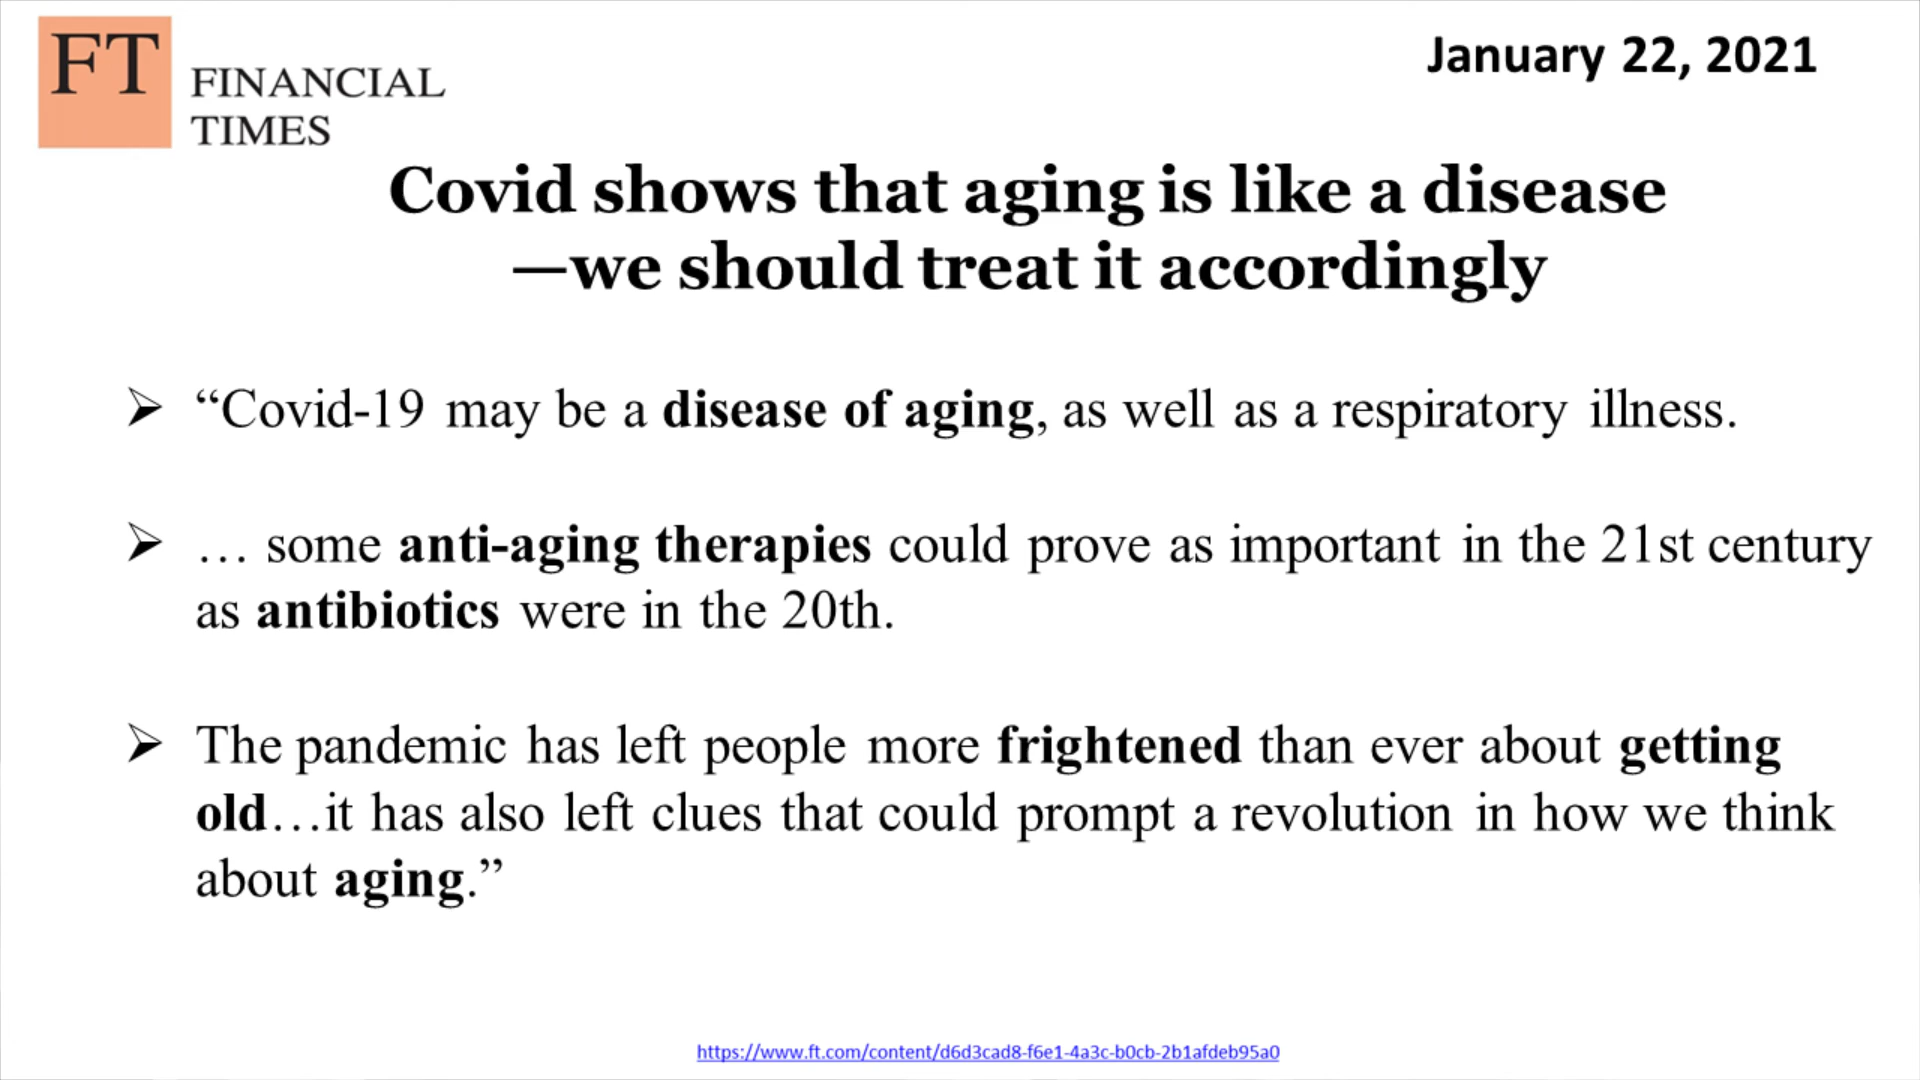 FT FINANCIAL
TIMES
January 22, 2021
Covid shows that aging is like a disease
—we should treat it accordingly
➢ “Covid-19 may be a disease of aging, as well as a respiratory illness.
➢ … some anti-aging therapies could prove as important in the 21st century
as antibiotics were in the 20th.
➢ The pandemic has left people more frightened than ever about getting
old…it has also left clues that could prompt a revolution in how we think
about aging.”
https://www.ft.com/content/d6d3cad8-f6e1-4a3c-b0cb-2b1afdeb95a0